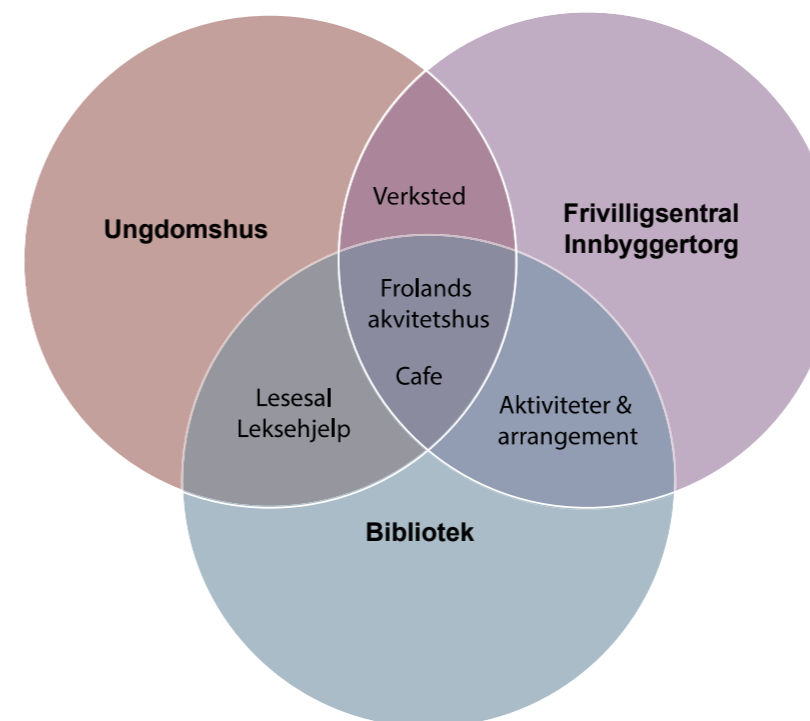 Verksted
Ungdomshus
Frivilligsentral
Innbyggertorg
Frolands
akvitetshus
Cafe
Lesesal
Leksehjelp
Aktiviteter &
arrangement
Bibliotek